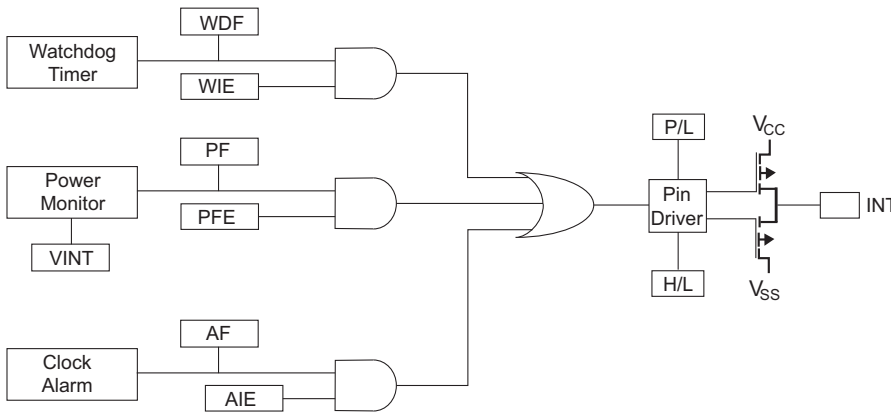 WDF
Watchdog
Timer
WIE
P/L
VCC
PF
Power
Monitor
PFE
VINT
Pin
Driver
INT
H/L
VSS
AF
Clock
Alarm
AIE